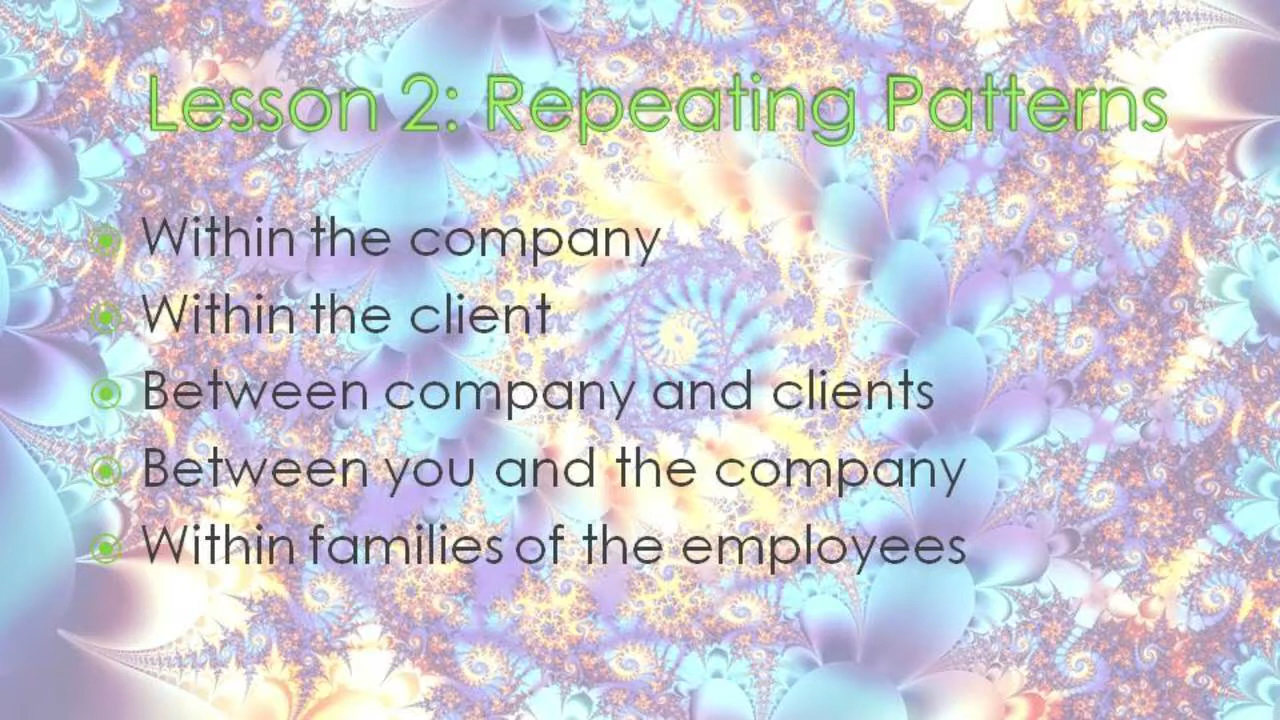 Lesson 2: Repeating Patterns
Within the company
Within the client
Between company and clients
Between you and the company
Within families of the employees